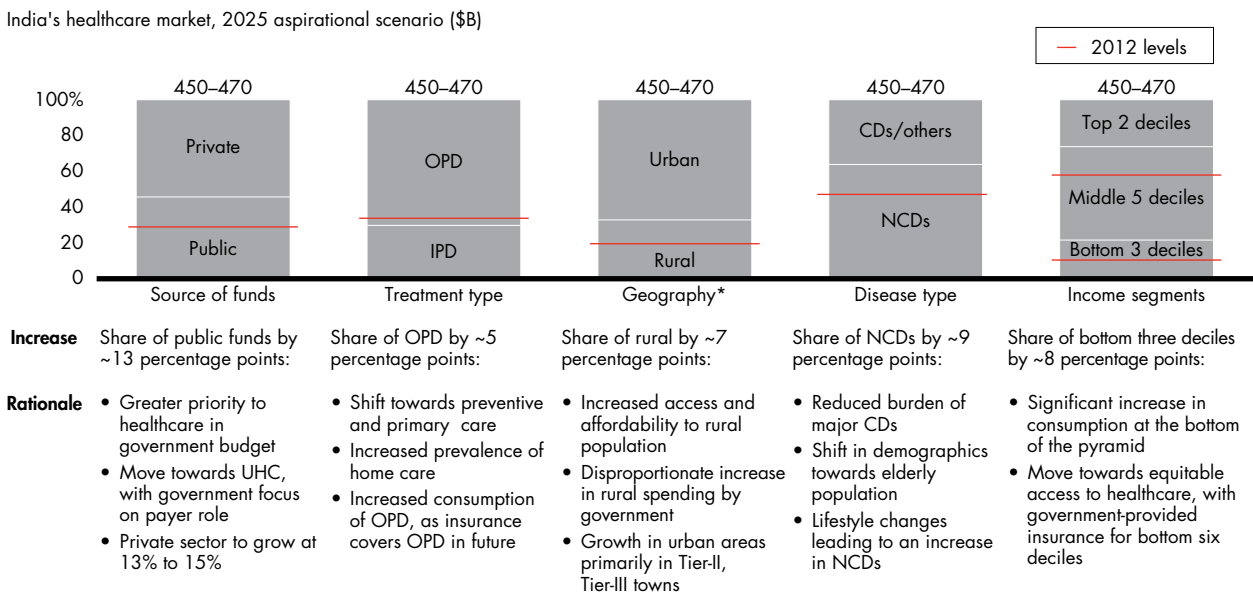 India's healthcare market, 2025 aspirational scenario ($B)
2012 levels
450–470
450–470
450–470
450–470
450–470
100%
80
60
40
20
0
Private
Public
OPD
IPD
Urban
Rural
CDs/others
NCDs
Top 2 deciles
Middle 5 deciles
Bottom 3 deciles
Source of funds
Treatment type
Geography*
Disease type
Income segments
Increase
Share of public funds by
~13 percentage points:
Share of OPD by ~5
percentage points:
Share of rural by ~7
percentage points:
Share of NCDs by ~9
percentage points:
Share of bottom three deciles
by ~8 percentage points:
Rationale
• Greater priority to
healthcare in
government budget
• Move towards UHC,
with government focus
on payer role
• Private sector to grow at
13% to 15%
• Shift towards preventive
and primary care
• Increased prevalence of
home care
• Increased consumption
of OPD, as insurance
covers OPD in future
• Increased access and
affordability to rural
population
• Disproportionate increase
in rural spending by
government
• Growth in urban areas
primarily in Tier-II,
Tier-III towns
• Reduced burden of
major CDs
• Shift in demographics
towards elderly
population
• Lifestyle changes
leading to an increase
in NCDs
• Significant increase in
consumption at the bottom
of the pyramid
• Move towards equitable
access to healthcare, with
government-provided
insurance for bottom six
deciles